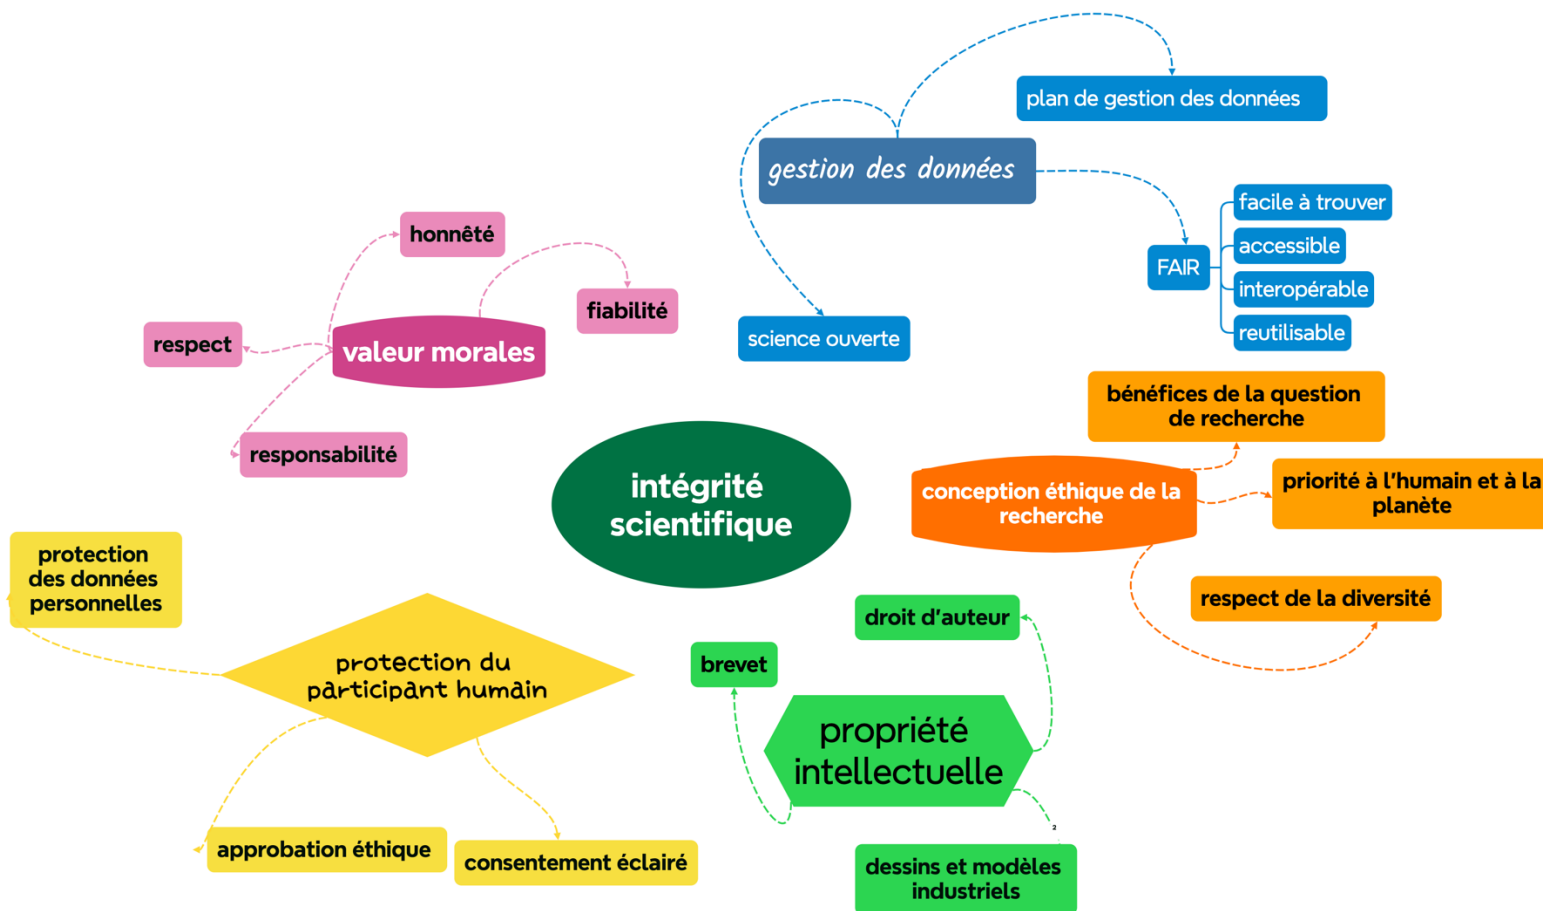 plan de gestion des données
gestion des données
facile à trouver
accessible
FAIR
interopérable
reutilisable
science ouverte
honnêté
fiabilité
respect
valeur morales
responsabilité
intégrité
scientifique
bénéfices de la question
de recherche
conception éthique de la
recherche
priorité à l'humain et à la
planète
respect de la diversité
protection
des données
personnelles
protection du
participant humain
approbation éthique
consentement éclairé
droit d'auteur
brevet
propriété
intellectuelle
2
dessins et modèles
industriels